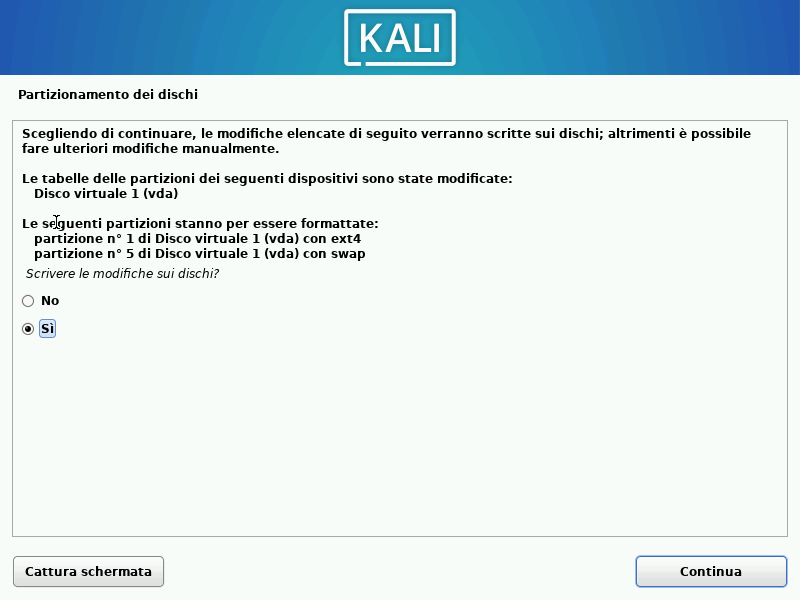 KALI
Partizionamento dei dischi
Scegliendo di continuare, le modifiche elencate di seguito verranno scritte sui dischi; altrimenti è possibile
fare ulteriori modifiche manualmente.
Le tabelle delle partizioni dei seguenti dispositivi sono state modificate:
Disco virtuale 1 (vda)
Le seguenti partizioni stanno per essere formattate:
partizione n° 1 di Disco virtuale 1 (vda) con ext4
partizione n° 5 di Disco virtuale 1 (vda) con swap
Scrivere le modifiche sui dischi?
No
Sì
Cattura schermata
Continua